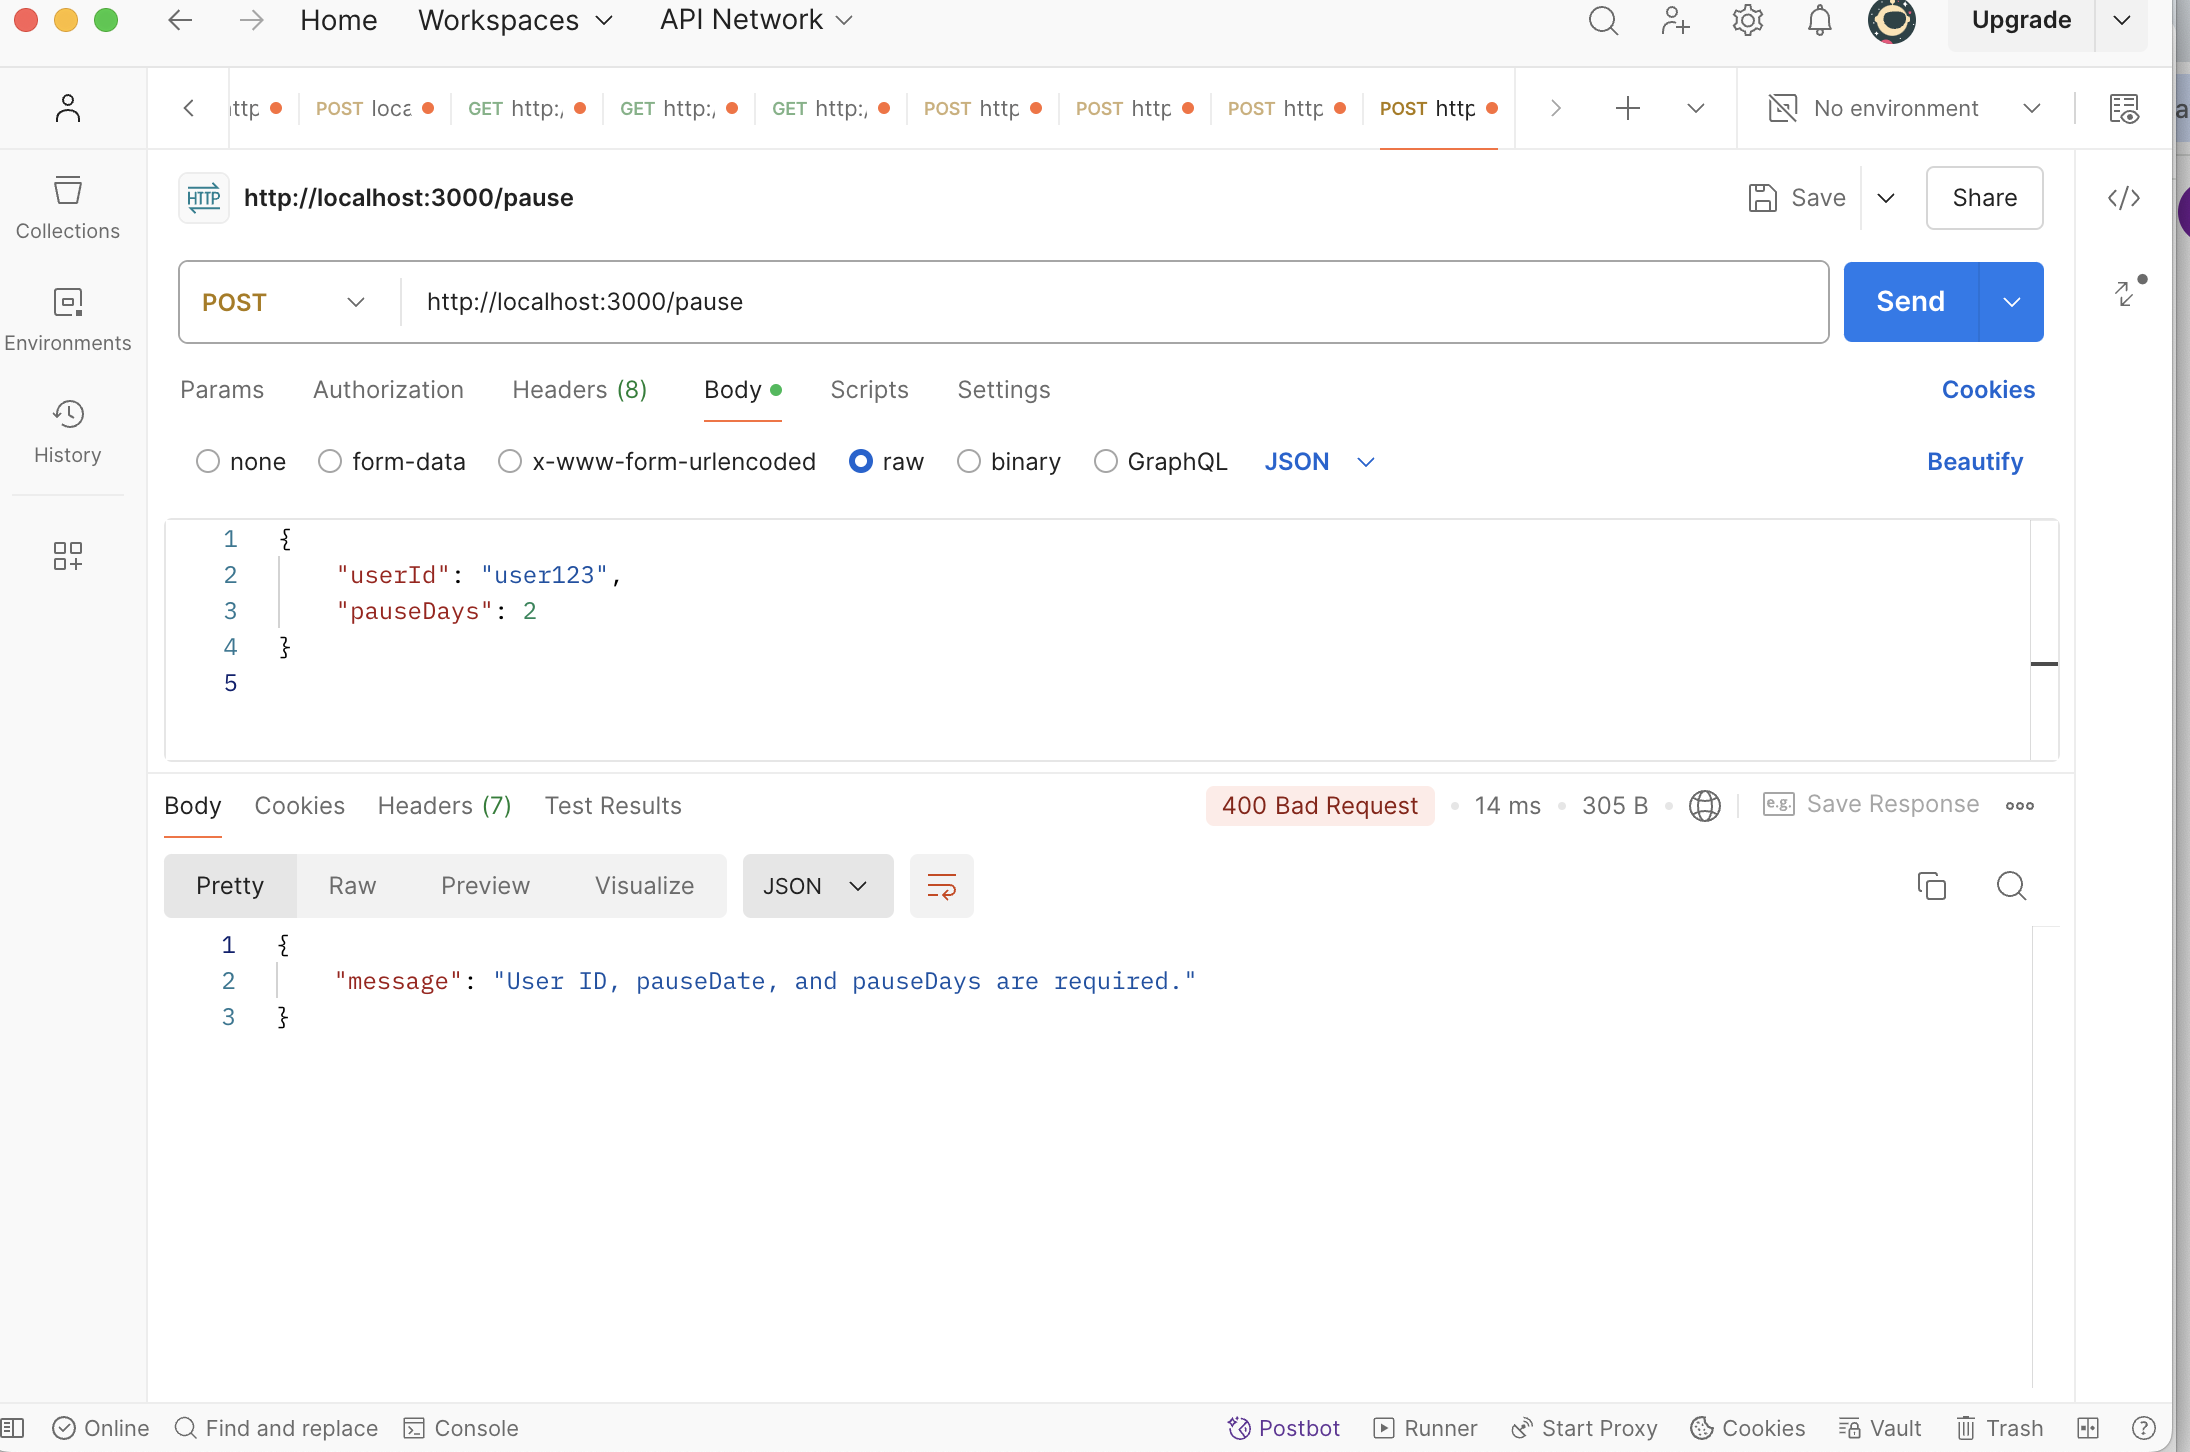 Home Workspaces API Network Upgrade
POST loca GET http:/ GET http:/ GET http:/ POST http POST http POST http POST http No environment
HTTP http://localhost:3000/pause Save Share
Collections
POST http://localhost:3000/pause Send
Environments
Params Authorization Headers (8) Body Scripts Settings Cookies
History
none form-data x-www-form-urlencoded raw binary GraphQL JSON Beautify
1 {
2 "userId": "user123",
3 "pauseDays": 2
4 }
5
Body Cookies Headers (7) Test Results 400 Bad Request • 14 ms • 305 B • e.g. Save Response
Pretty Raw Preview Visualize JSON
1 {
2 "message": "User ID, pauseDate, and pauseDays are required."
3 }
Online Find and replace Console Postbot Runner Start Proxy Cookies Vault Trash